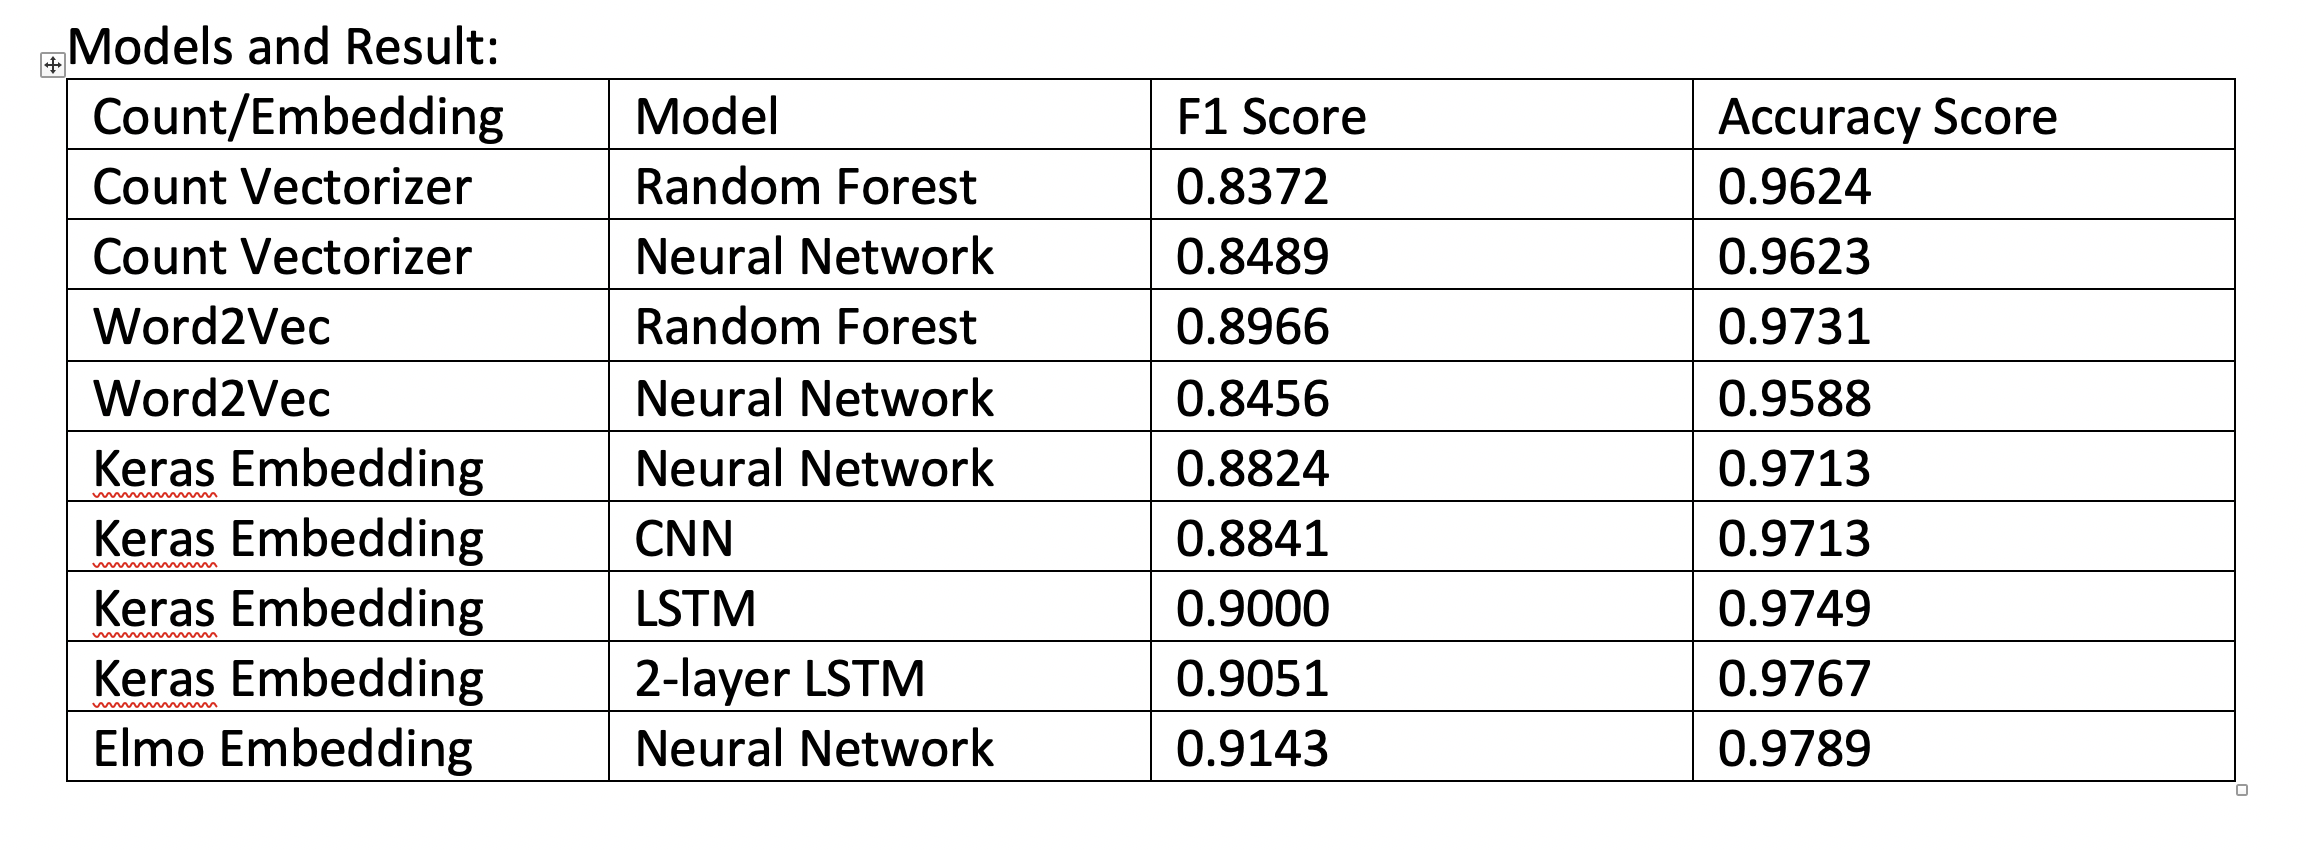 Models and Result:
Count/Embedding Model F1 Score Accuracy Score
Count Vectorizer Random Forest 0.8372 0.9624
Count Vectorizer Neural Network 0.8489 0.9623
Word2Vec Random Forest 0.8966 0.9731
Word2Vec Neural Network 0.8456 0.9588
Keras Embedding Neural Network 0.8824 0.9713
Keras Embedding CNN 0.8841 0.9713
Keras Embedding LSTM 0.9000 0.9749
Keras Embedding 2-layer LSTM 0.9051 0.9767
Elmo Embedding Neural Network 0.9143 0.9789